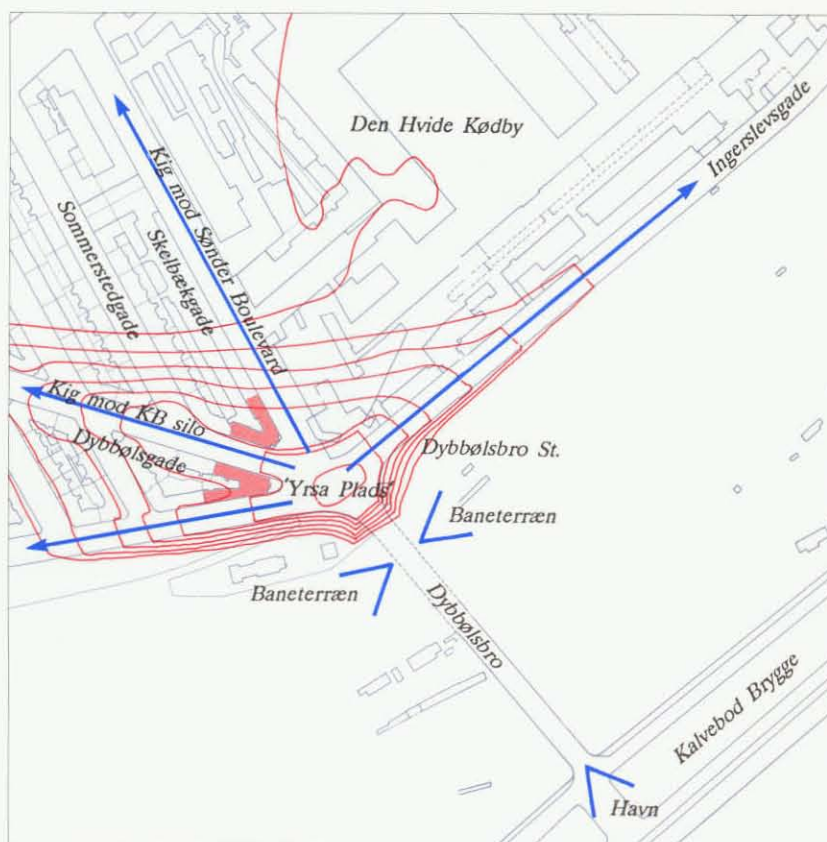 Den Hvide Kødby
Ingerslevsgade
Kig mod Sønder Boulevard
Sommerstedgade
Skelbækgade
Kig mod KB silo
Dybbølsgade
Dybbølsbro St.
'Yrsa Plads'
Baneterræn
Baneterræn
Dybbølsbro
Kalvebod Brygge
Havn